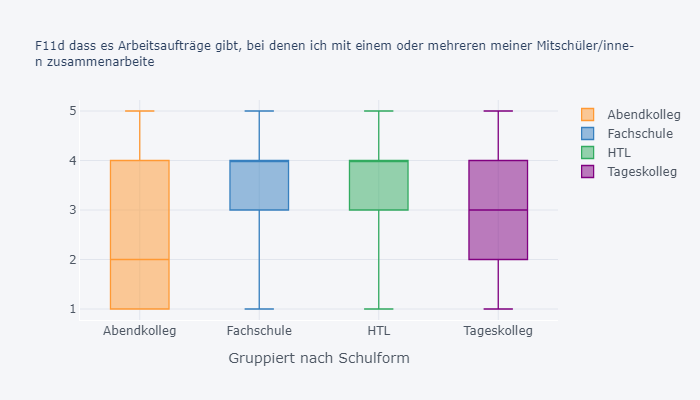 F11d dass es Arbeitsaufträge gibt, bei denen ich mit einem oder mehreren meiner Mitschüler/inne-
n zusammenarbeite
5
4
3
2
1
Abendkolleg
Fachschule
HTL
Tageskolleg
Gruppiert nach Schulform
Abendkolleg
Fachschule
HTL
Tageskolleg